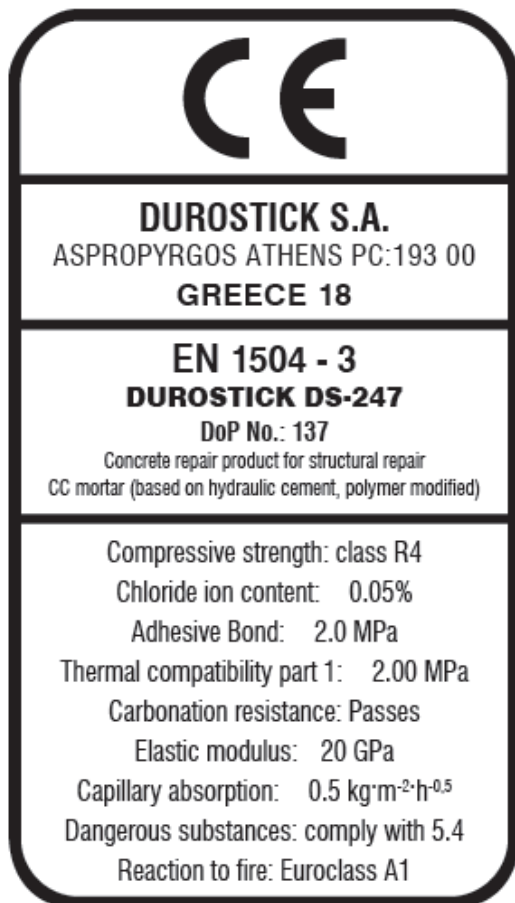 CE
DUROSTICK S.A.
ASPROPYRGOS ATHENS PC:193 00
GREECE 18
EN 1504 - 3
DUROSTICK DS-247
DoP No.: 137
Concrete repair product for structural repair
CC mortar (based on hydraulic cement, polymer modified)
Compressive strength: class R4
Chloride ion content: 0.05%
Adhesive Bond: 2.0 MPa
Thermal compatibility part 1: 2.00 MPa
Carbonation resistance: Passes
Elastic modulus: 20 GPa
Capillary absorption: 0.5 kg·m⁻²·h⁻⁰,⁵
Dangerous substances: comply with 5.4
Reaction to fire: Euroclass A1